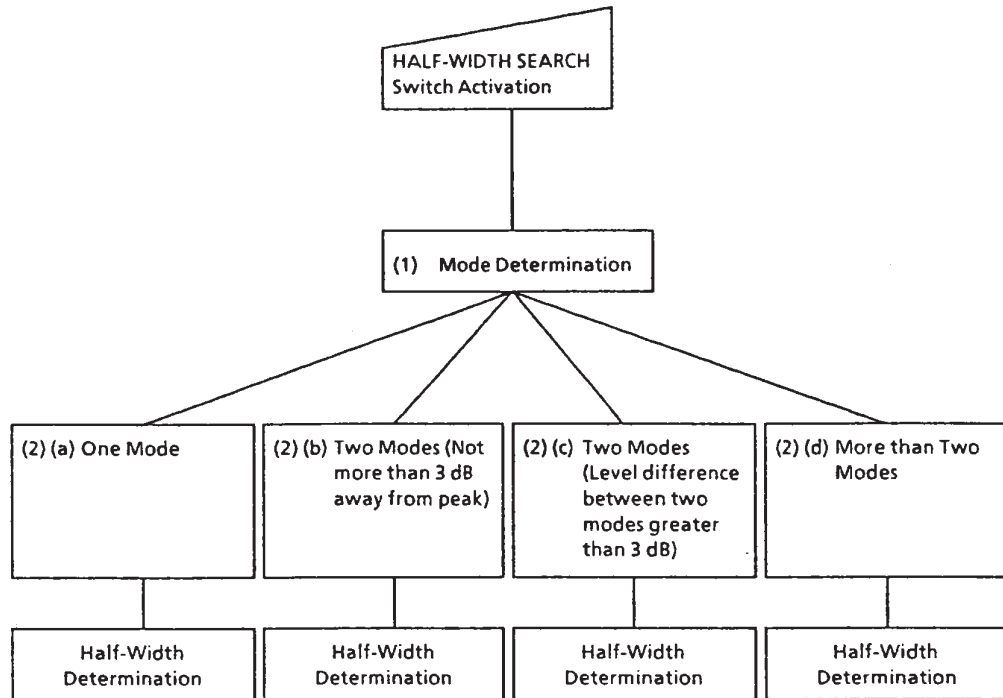 HALF-WIDTH SEARCH
Switch Activation
(1) Mode Determination
(2) (a) One Mode
(2) (b) Two Modes (Not
more than 3 dB
away from peak)
(2) (c) Two Modes
(Level difference
between two
modes greater
than 3 dB)
(2) (d) More than Two
Modes
Half-Width
Determination
Half-Width
Determination
Half-Width
Determination
Half-Width
Determination